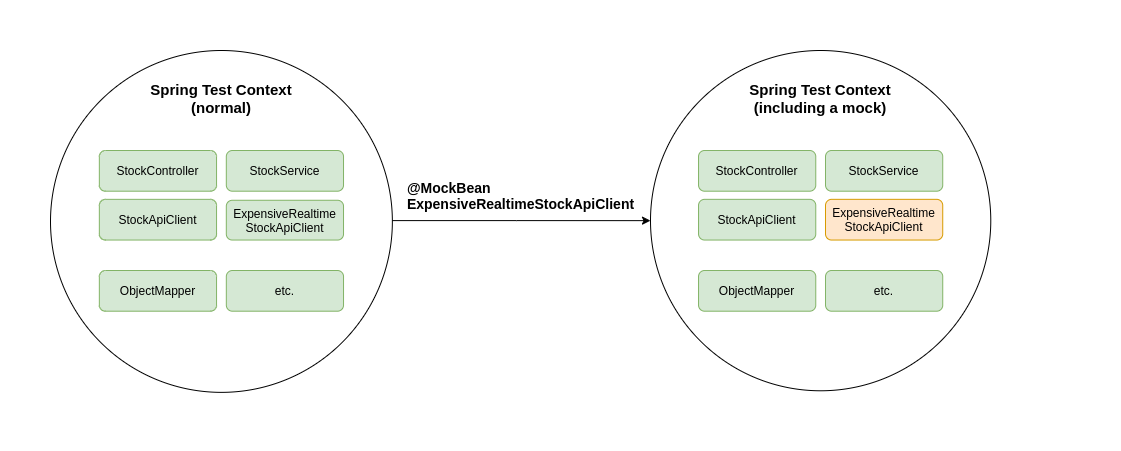 Spring Test Context
(normal)
StockController
StockService
StockApiClient
ExpensiveRealtime
StockApiClient
ObjectMapper
etc.
@MockBean
ExpensiveRealtimeStockApiClient
Spring Test Context
(including a mock)
StockController
StockService
StockApiClient
ExpensiveRealtime
StockApiClient
ObjectMapper
etc.